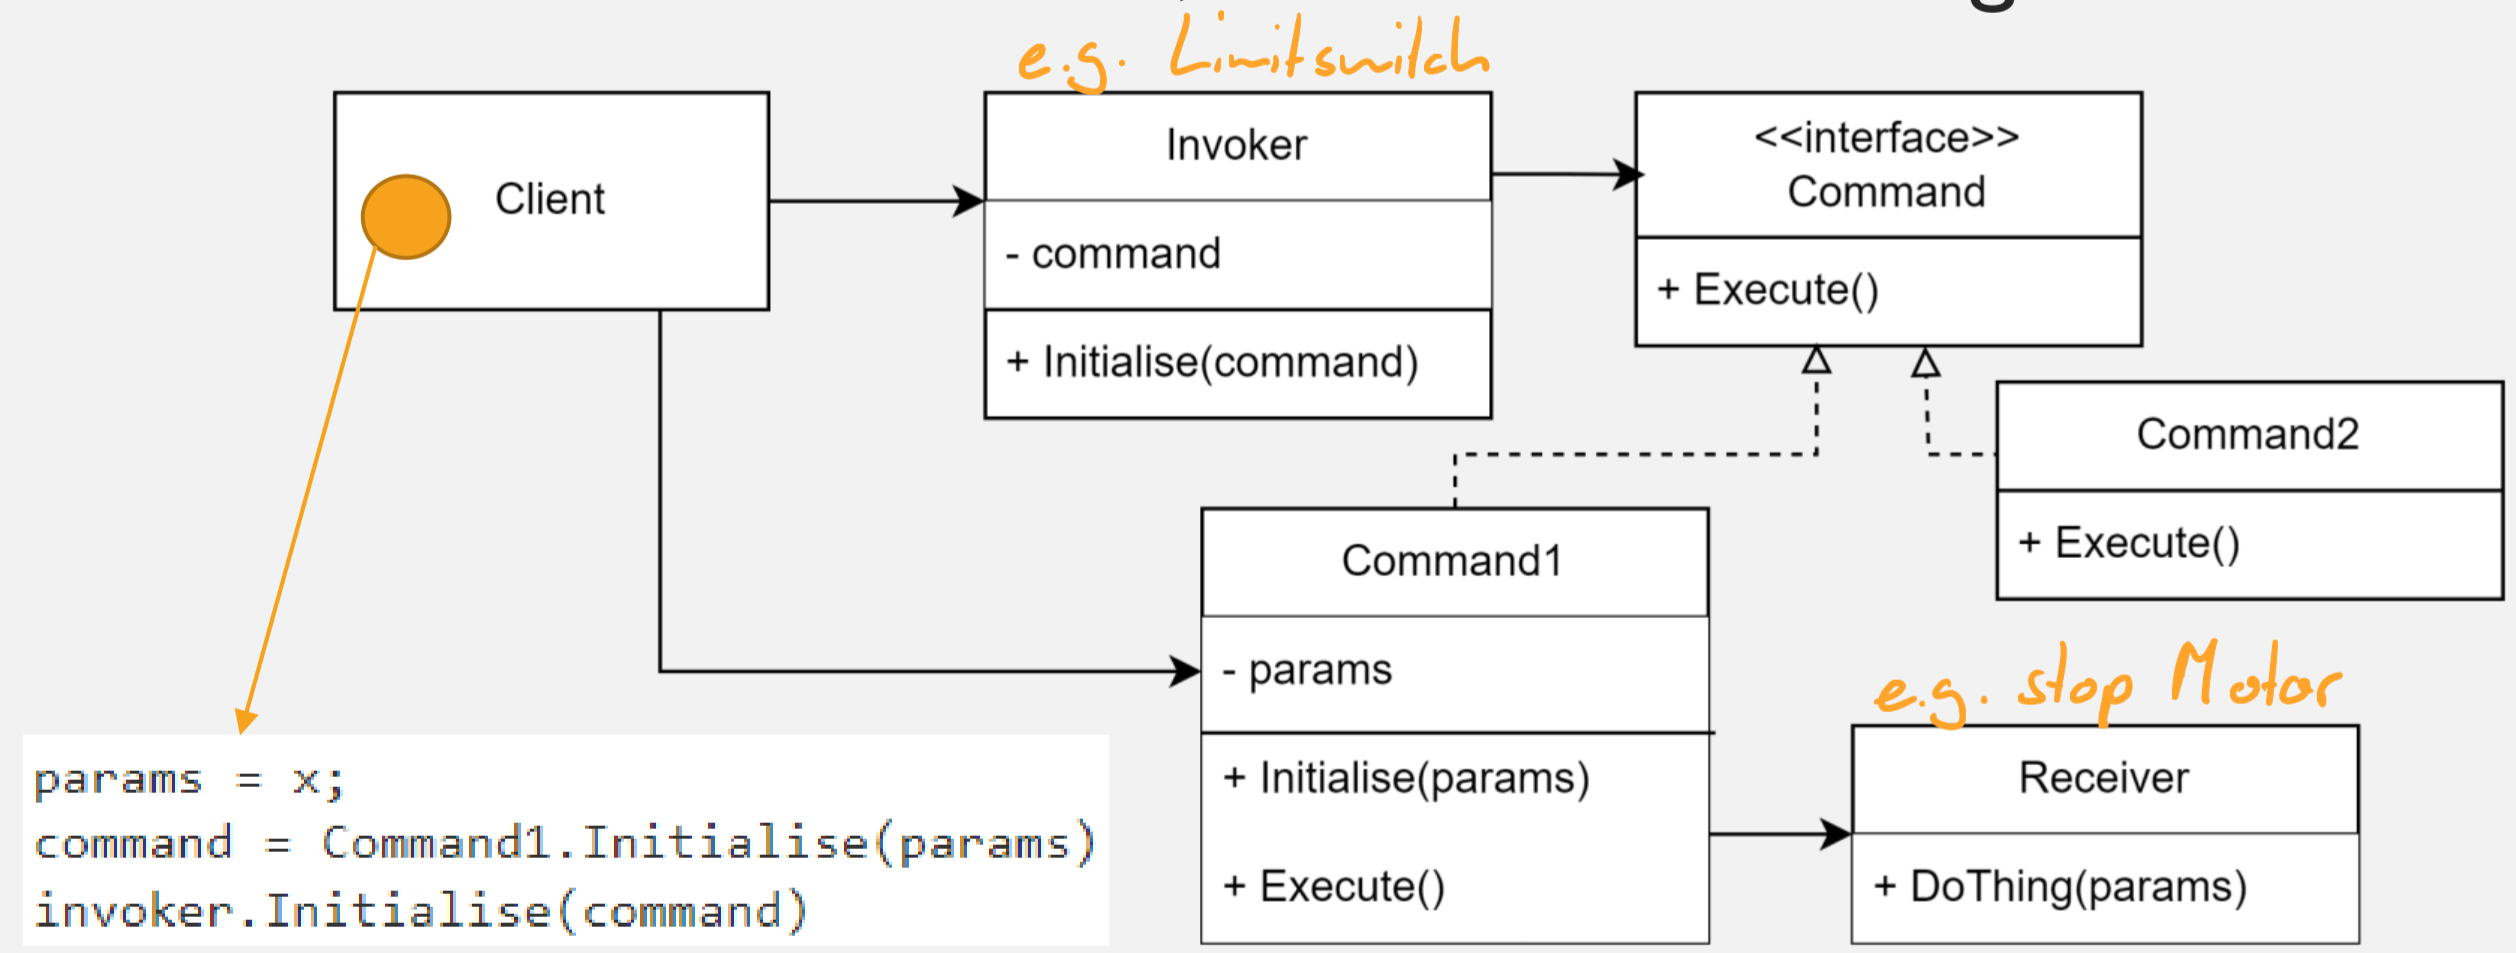 e.g. Limitswitch
Client
Invoker
- command
+ Initialise(command)
<<interface>>
Command
+ Execute()
Command2
+ Execute()
Command1
- params
+ Initialise(params)
+ Execute()
e.g. stop Motor
Receiver
+ DoThing(params)
params = x;
command = Command1.Initialise(params)
invoker.Initialise(command)